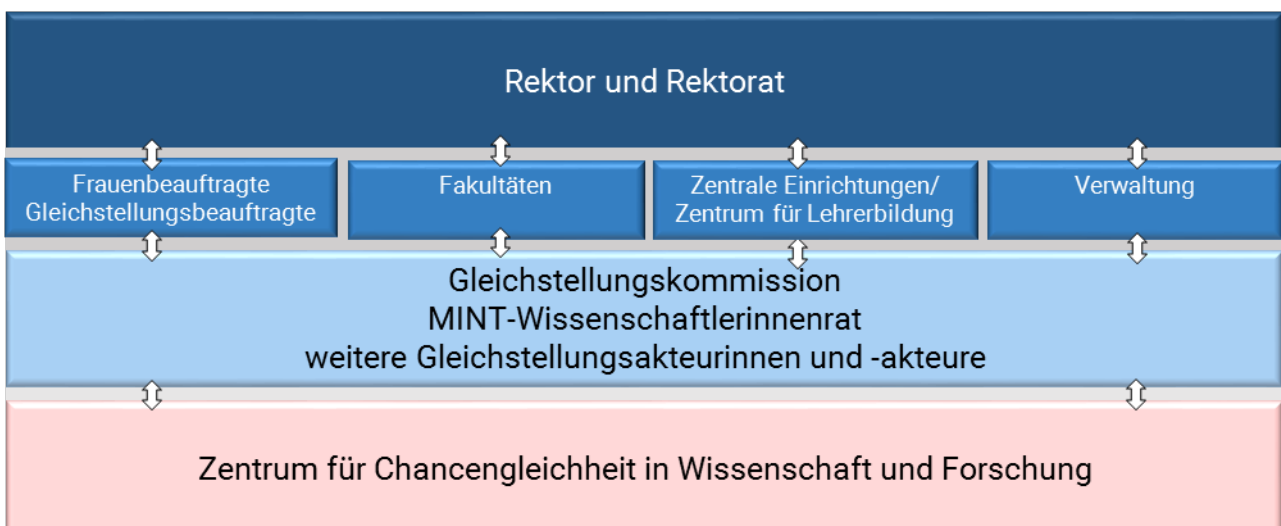 Rektor und Rektorat
Frauenbeauftragte
Gleichstellungsbeauftragte
Fakultäten
Zentrale Einrichtungen/
Zentrum für Lehrerbildung
Verwaltung
Gleichstellungskommission
MINT-Wissenschaftlerinnenrat
weitere Gleichstellungsakteurinnen und -akteure
Zentrum für Chancengleichheit in Wissenschaft und Forschung